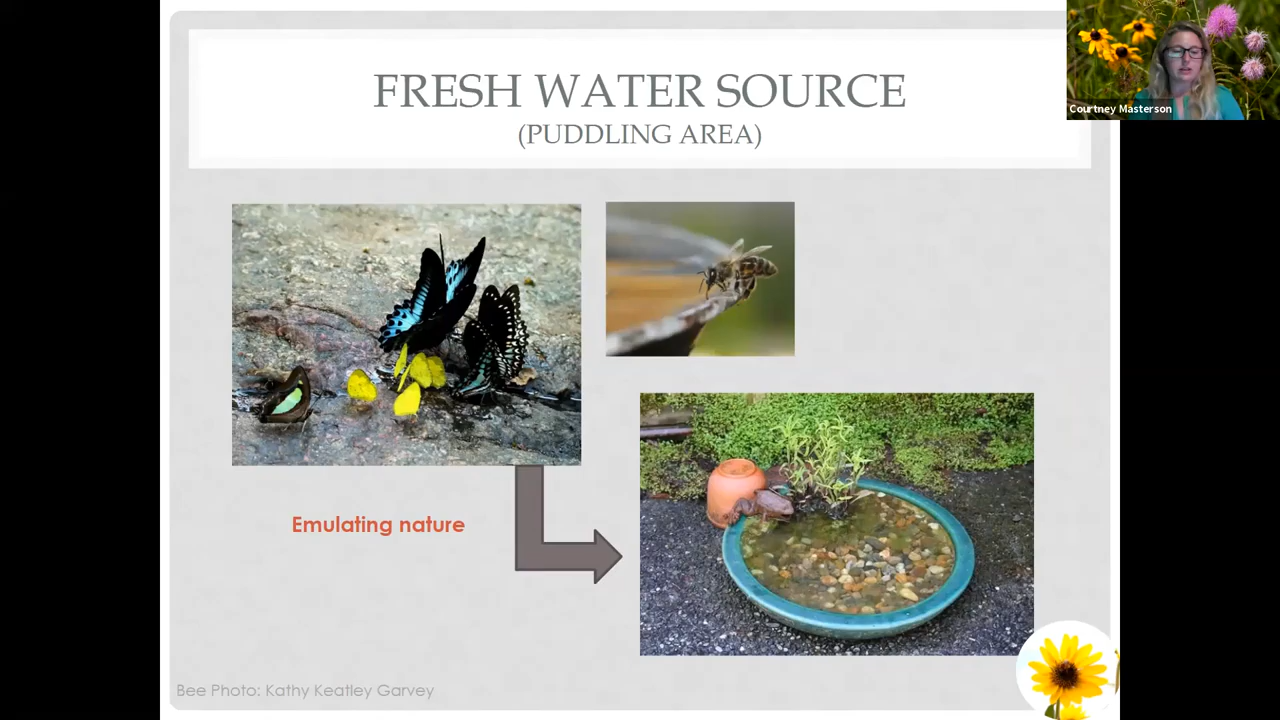 FRESH WATER SOURCE
(PUDDLING AREA)
Courtney Masterson
Emulating nature
Bee Photo: Kathy Keatley Garvey